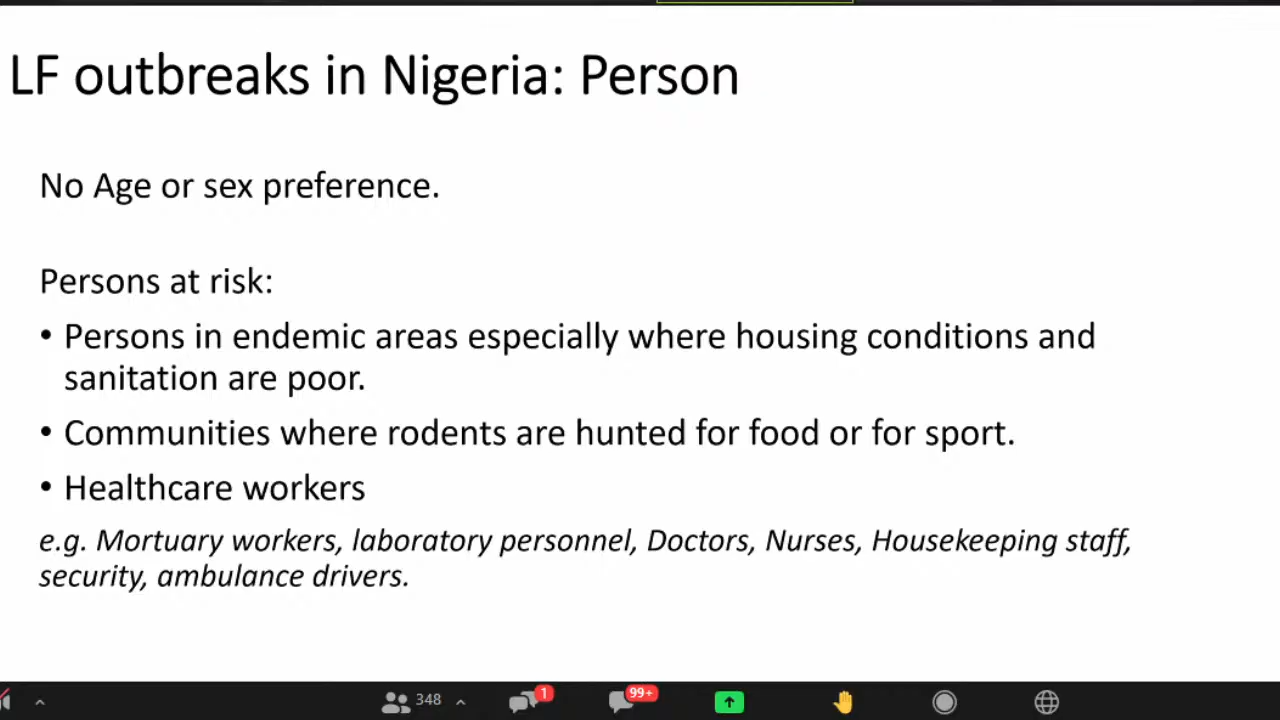 LF outbreaks in Nigeria: Person
No Age or sex preference.
Persons at risk:
• Persons in endemic areas especially where housing conditions and
sanitation are poor.
• Communities where rodents are hunted for food or for sport.
• Healthcare workers
e.g. Mortuary workers, laboratory personnel, Doctors, Nurses, Housekeeping staff,
security, ambulance drivers.
348
1
99+